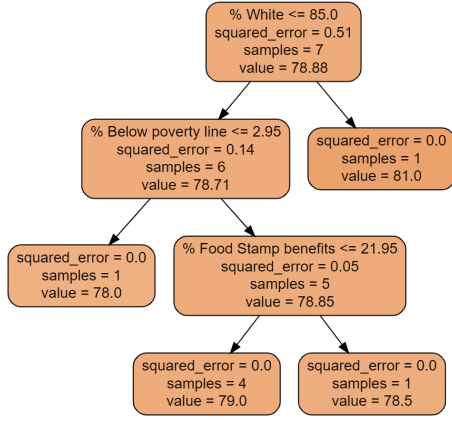 % White <= 85.0
squared_error = 0.51
samples = 7
value = 78.88
% Below poverty line <= 2.95
squared_error = 0.14
samples = 6
value = 78.71
squared_error = 0.0
samples = 1
value = 81.0
squared_error = 0.0
samples = 1
value = 78.0
% Food Stamp benefits <= 21.95
squared_error = 0.05
samples = 5
value = 78.85
squared_error = 0.0
samples = 4
value = 79.0
squared_error = 0.0
samples = 1
value = 78.5